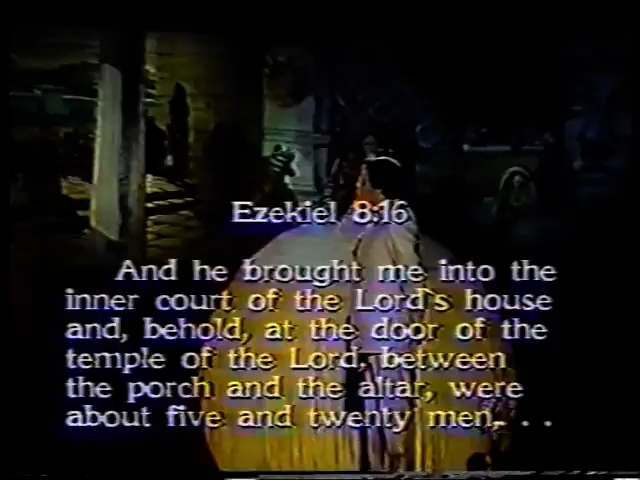 Ezekiel 8:16
And he brought me into the
inner court of the Lord's house
and, behold, at the door of the
temple of the Lord, between
the porch and the altar, were
about five and twenty men, . .